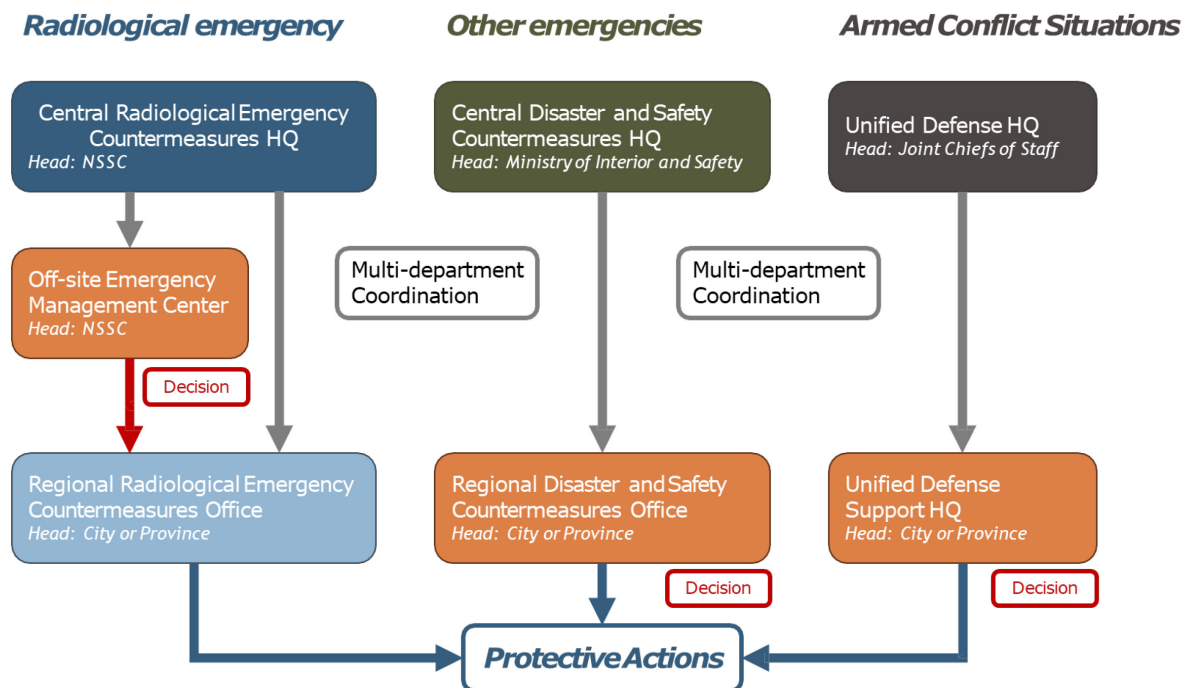 Radiological emergency
Other emergencies
Armed Conflict Situations
Central Radiological Emergency
Countermeasures HQ
Head: NSSC
Central Disaster and Safety
Countermeasures HQ
Head: Ministry of Interior and Safety
Unified Defense HQ
Head: Joint Chiefs of Staff
Off-site Emergency
Management Center
Head: NSSC
Multi-department
Coordination
Multi-department
Coordination
Decision
Regional Radiological Emergency
Countermeasures Office
Head: City or Province
Regional Disaster and Safety
Countermeasures Office
Head: City or Province
Unified Defense
Support HQ
Head: City or Province
Decision
Decision
Protective Actions